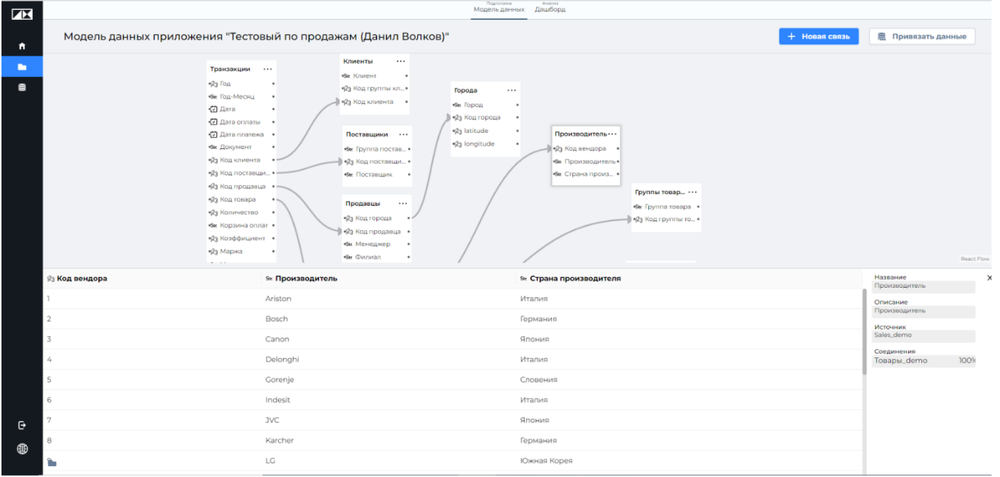 Подготовка Анализ
Модель данных Дашборд
Модель данных приложения "Тестовый по продажам (Данил Волков)"
+ Новая связь
Привязать данные
Транзакции ...
Год
Год-Месяц
Дата
Дата оплаты
Дата платежа
Документ
Код клиента
Код поставщи...
Код продавца
Код товара
Количество
Корзина оплат
Коэффициент
Маржа
Клиенты ...
Клиент
Код группы кл...
Код клиента
Поставщики ...
Группа постав...
Код поставщи...
Поставщик
Продавцы ...
Код города
Код продавца
Менеджер
Филиал
Города ...
Город
Код города
latitude
longitude
Производитель...
Код вендора
Производитель
Страна произ...
Группы товар... ...
Группа товара
Код группы то...
React Flow
Код вендора Производитель Страна производителя
1 Ariston Италия
2 Bosch Германия
3 Canon Япония
4 Delonghi Италия
5 Gorenje Словения
6 Indesit Италия
7 JVC Япония
8 Karcher Германия
LG Южная Корея
Название X
Производитель
Описание
Производитель
Источник
Sales_demo
Соединения
Товары_demo 100%